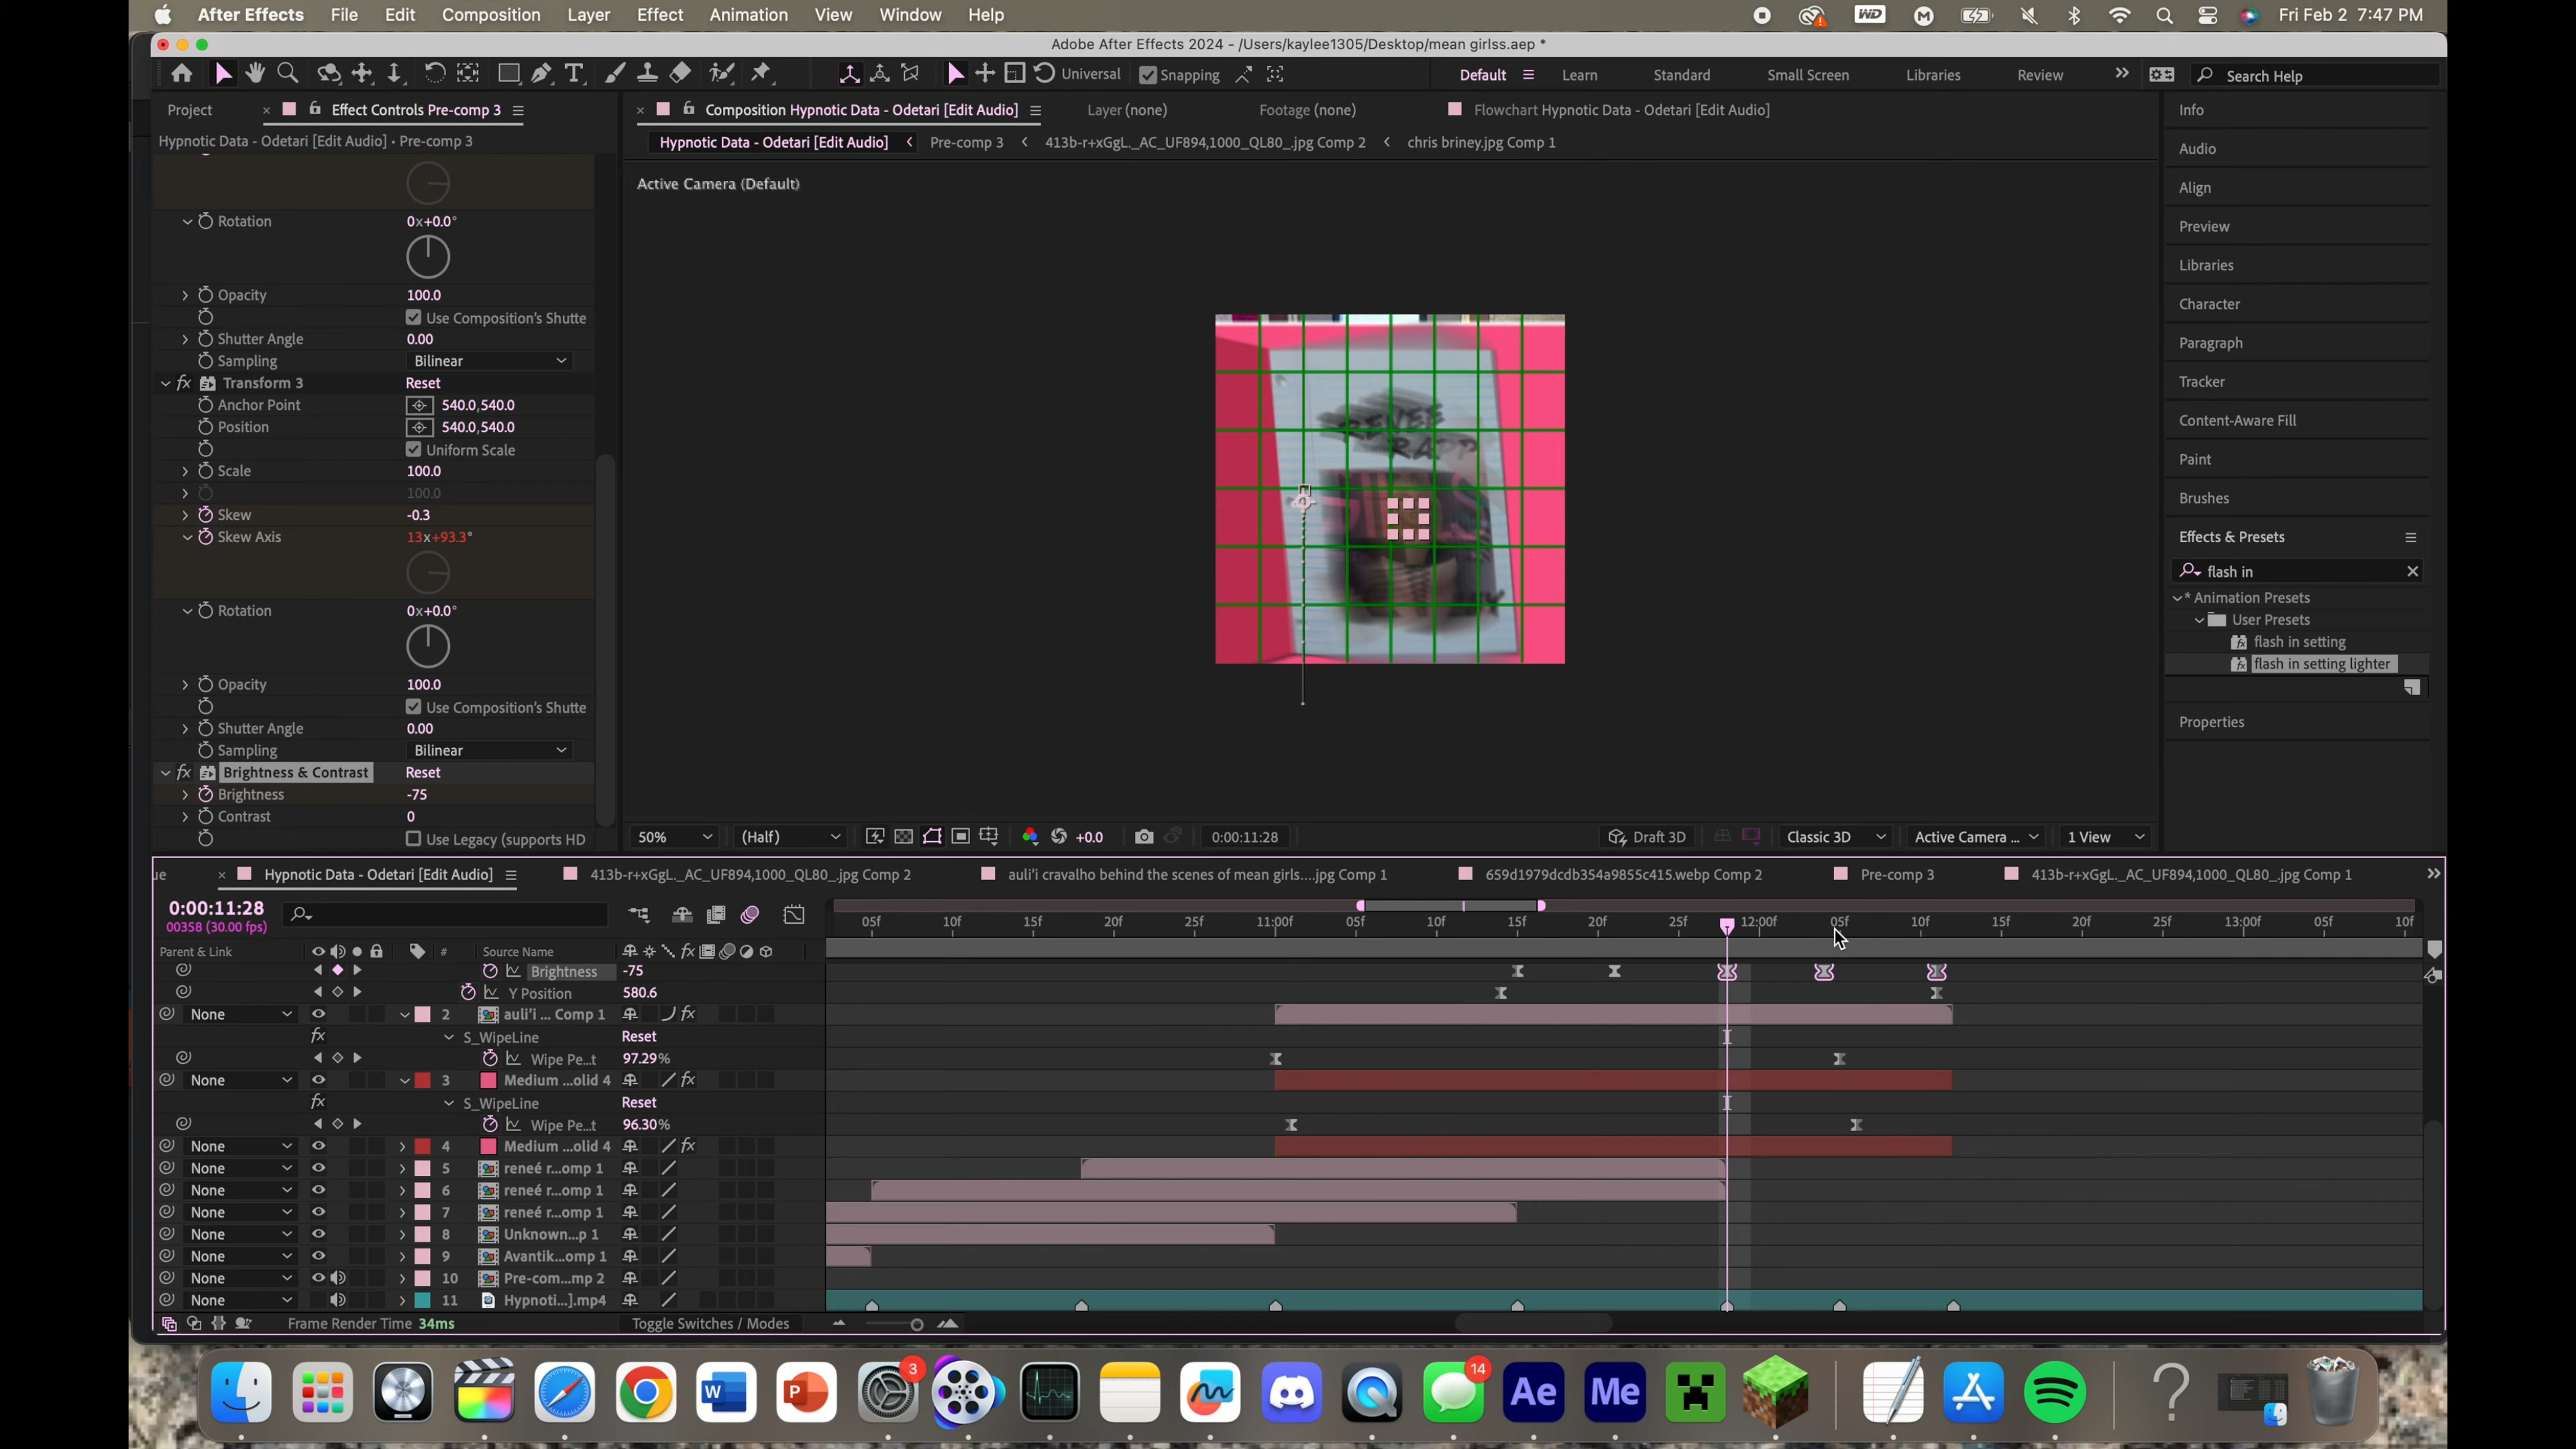 After Effects File Edit Composition Layer Effect Animation View Window Help WD Fri Feb 2 7:47 PM
Adobe After Effects 2024 - /Users/kaylee1305/Desktop/mean girlss.aep *
T Universal Snapping Default Learn Standard Small Screen Libraries Review Search Help
Project Effect Controls Pre-comp 3
Hypnotic Data - Odetari [Edit Audio] • Pre-comp 3
Rotation 0x+0.0°
Opacity 100.0
Use Composition's Shutte
Shutter Angle 0.00
Sampling Bilinear
fx Transform 3 Reset
Anchor Point 540.0,540.0
Position 540.0,540.0
Uniform Scale
Scale 100.0
100.0
Skew -0.3
Skew Axis 13x+93.3°
Rotation 0x+0.0°
Opacity 100.0
Use Composition's Shutte
Shutter Angle 0.00
Sampling Bilinear
fx Brightness & Contrast Reset
Brightness -75
Contrast 0
Use Legacy (supports HD
Composition Hypnotic Data - Odetari [Edit Audio] Layer (none) Footage (none) Flowchart Hypnotic Data - Odetari [Edit Audio]
Hypnotic Data - Odetari [Edit Audio] Pre-comp 3 413b-r+xGgL._AC_UF894,1000_QL80_.jpg Comp 2 chris briney.jpg Comp 1
Active Camera (Default)
RENEE
RAPP
50% (Half) +0.0 0:00:11:28 Draft 3D Classic 3D Active Camera ... 1 View
Info
Audio
Align
Preview
Libraries
Character
Paragraph
Tracker
Content-Aware Fill
Paint
Brushes
Effects & Presets
flash in
* Animation Presets
User Presets
flash in setting
flash in setting lighter
Properties
ue Hypnotic Data - Odetari [Edit Audio] 413b-r+xGgL._AC_UF894,1000_QL80_.jpg Comp 2 auli'i cravalho behind the scenes of mean girls....jpg Comp 1 659d1979dcdb354a9855c415.webp Comp 2 Pre-comp 3 413b-r+xGgL._AC_UF894,1000_QL80_.jpg Comp 1
0:00:11:28
00358 (30.00 fps)
05f 10f 15f 20f 25f 11:00f 05f 10f 15f 20f 25f 12:00f 05f 10f 15f 20f 25f 13:00f 05f 10f
Parent & Link # Source Name fx
Brightness -75
Y Position 580.6
None 2 auli'i ... Comp 1 fx
fx S_WipeLine Reset
Wipe Pe...t 97.29%
None 3 Medium ...olid 4 fx
fx S_WipeLine Reset
Wipe Pe...t 96.30%
None 4 Medium ...olid 4 fx
None 5 reneé r...omp 1
None 6 reneé r...omp 1
None 7 reneé r...omp 1
None 8 Unknown...p 1
None 9 Avantik...omp 1
None 10 Pre-com...mp 2
None 11 Hypnoti...].mp4
Frame Render Time 34ms Toggle Switches / Modes
W P 3 14 Ae Me ?